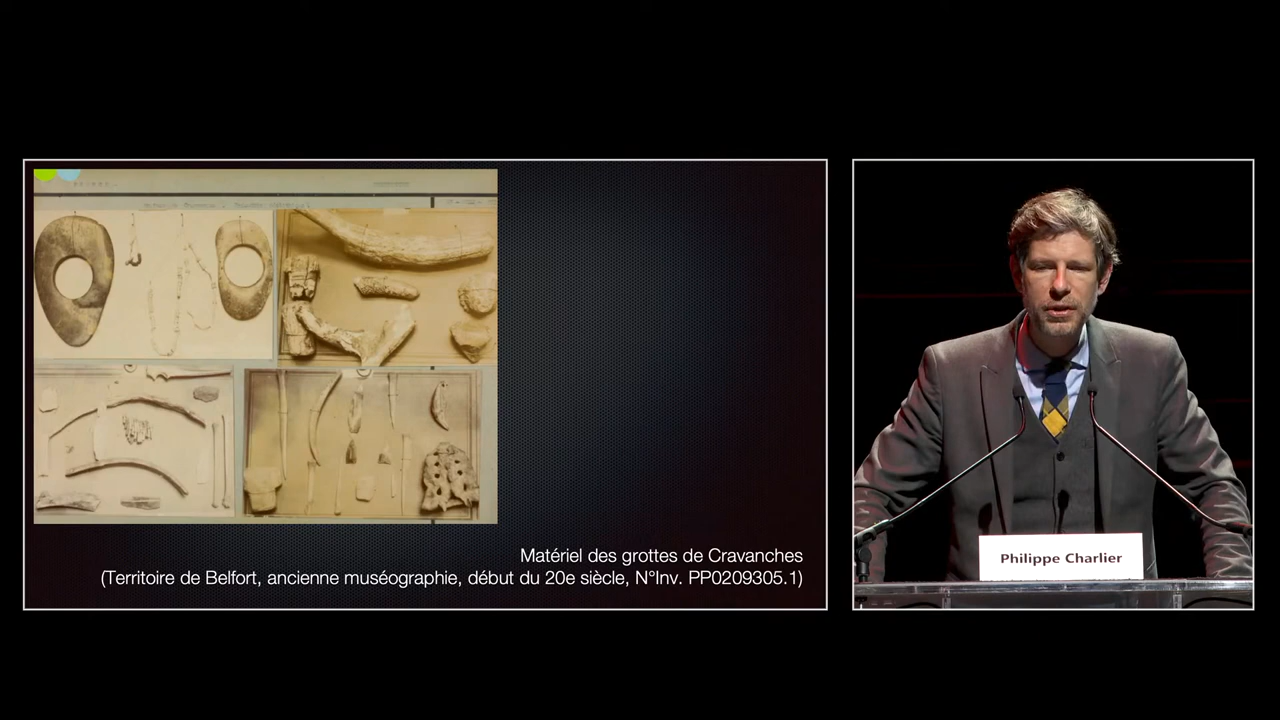 Matériel des grottes de Cravanches
(Territoire de Belfort, ancienne muséographie, début du 20e siècle, N°Inv. PP0209305.1)
Philippe Charlier